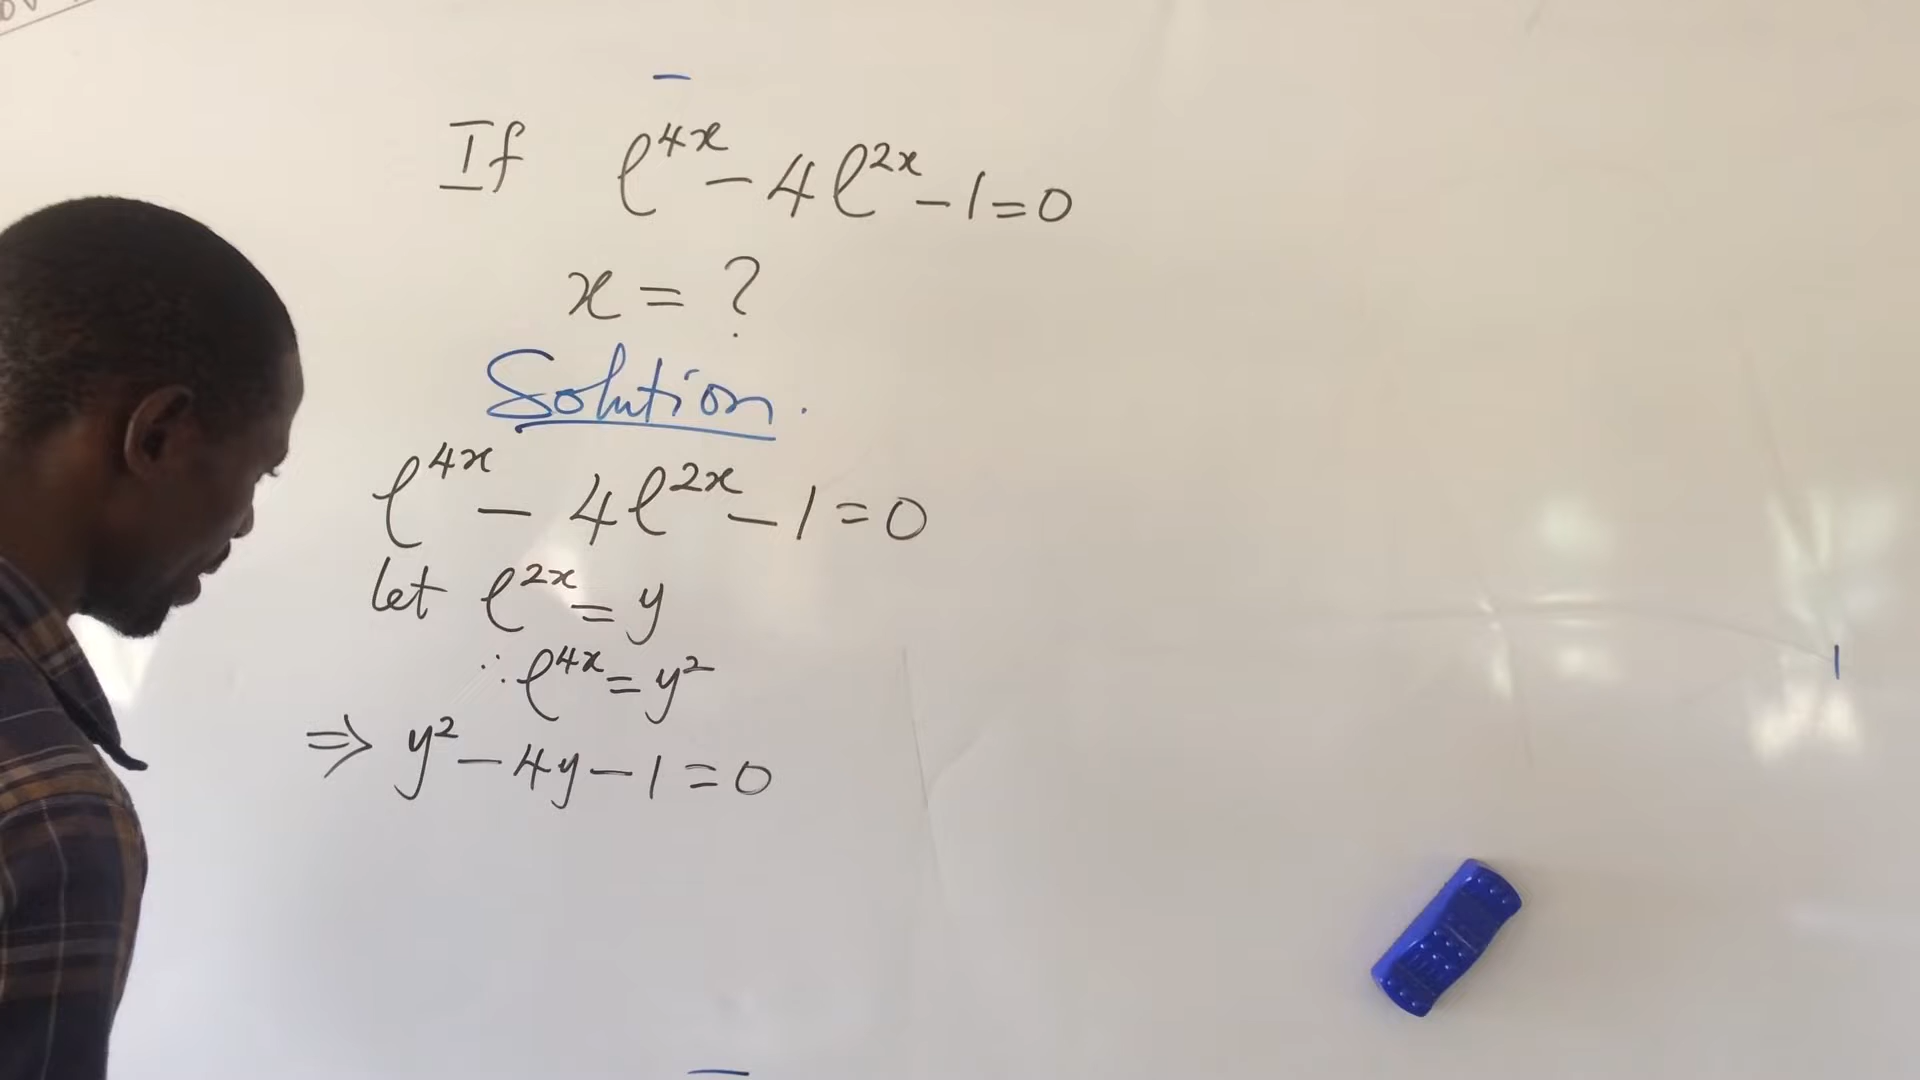 If e^{4x} - 4e^{2x} - 1 = 0
x = ?
Solution.
e^{4x} - 4e^{2x} - 1 = 0
let e^{2x} = y
∴ e^{4x} = y²
⇒ y² - 4y - 1 = 0